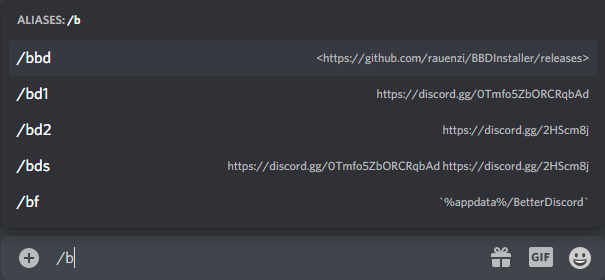 ALIASES: /b
/bbd <https://github.com/rauenzi/BBDInstaller/releases>
/bd1 https://discord.gg/0Tmfo5ZbORCRqbAd
/bd2 https://discord.gg/2HScm8j
/bds https://discord.gg/0Tmfo5ZbORCRqbAd https://discord.gg/2HScm8j
/bf `%appdata%/BetterDiscord`
/b GIF